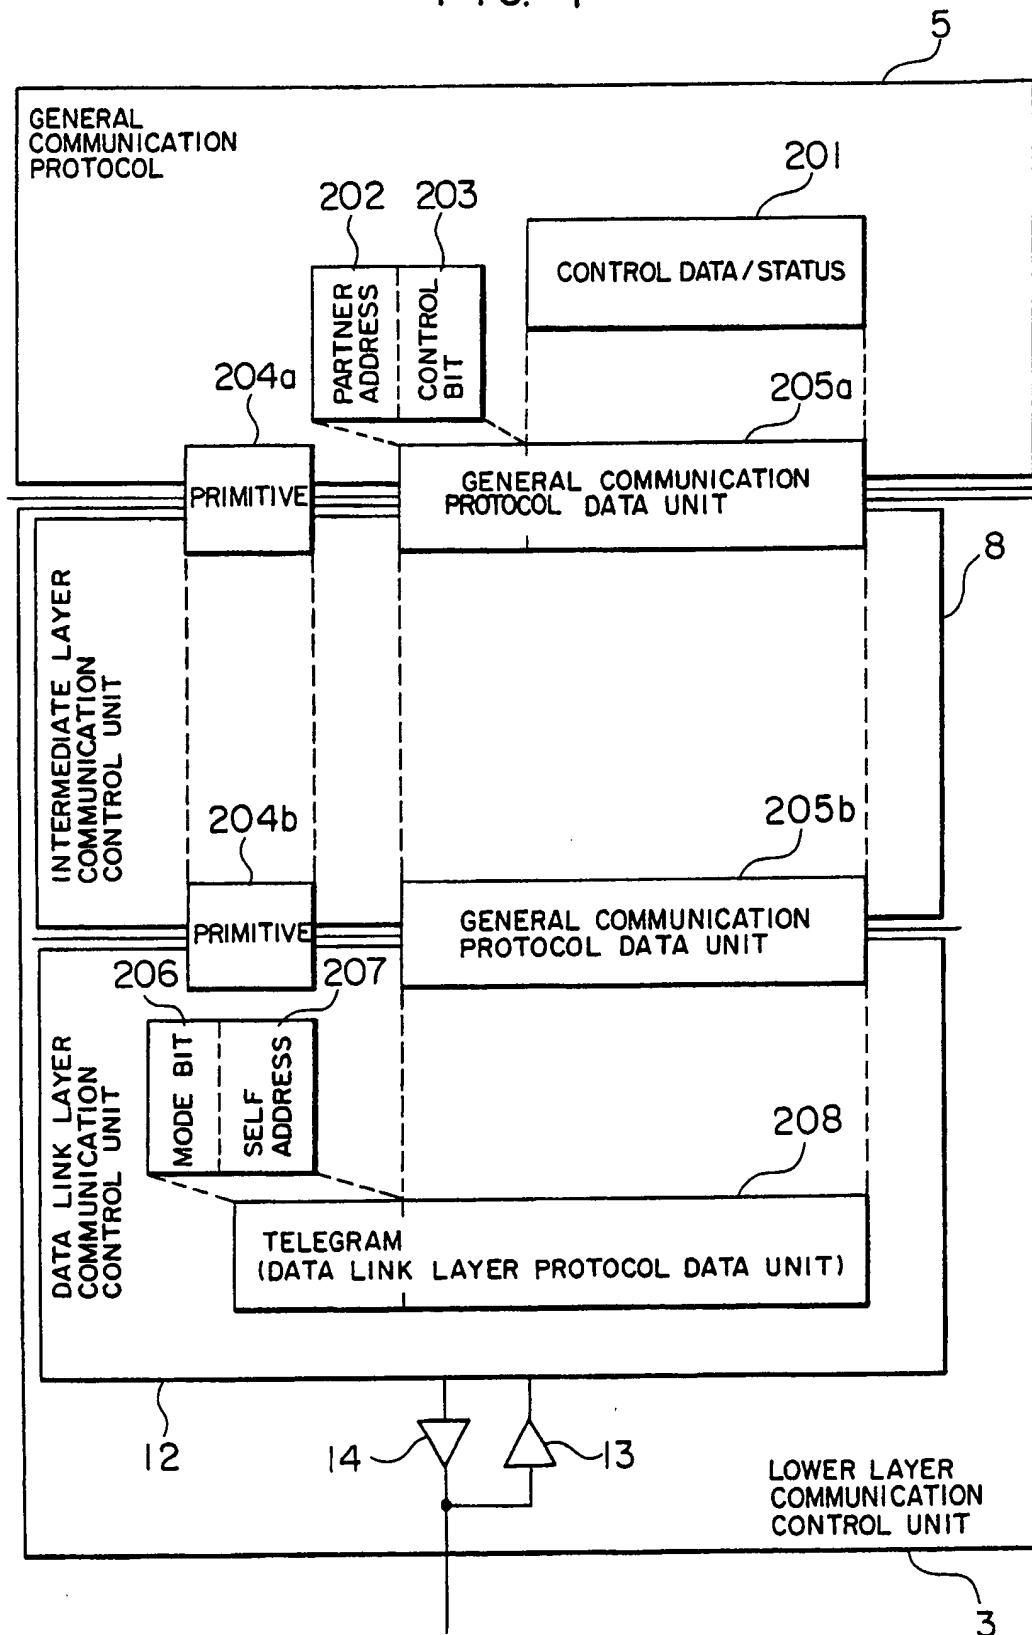 5
GENERAL
COMMUNICATION
PROTOCOL
201
202
203
CONTROL DATA/STATUS
PARTNER
ADDRESS
CONTROL
BIT
204a
205a
PRIMITIVE
GENERAL COMMUNICATION
PROTOCOL DATA UNIT
8
INTERMEDIATE LAYER
COMMUNICATION
CONTROL UNIT
204b
205b
PRIMITIVE
GENERAL COMMUNICATION
PROTOCOL DATA UNIT
206
207
DATA LINK LAYER
COMMUNICATION
CONTROL UNIT
MODE BIT
SELF
ADDRESS
208
TELEGRAM
(DATA LINK LAYER PROTOCOL DATA UNIT)
12
14
13
LOWER LAYER
COMMUNICATION
CONTROL UNIT
3